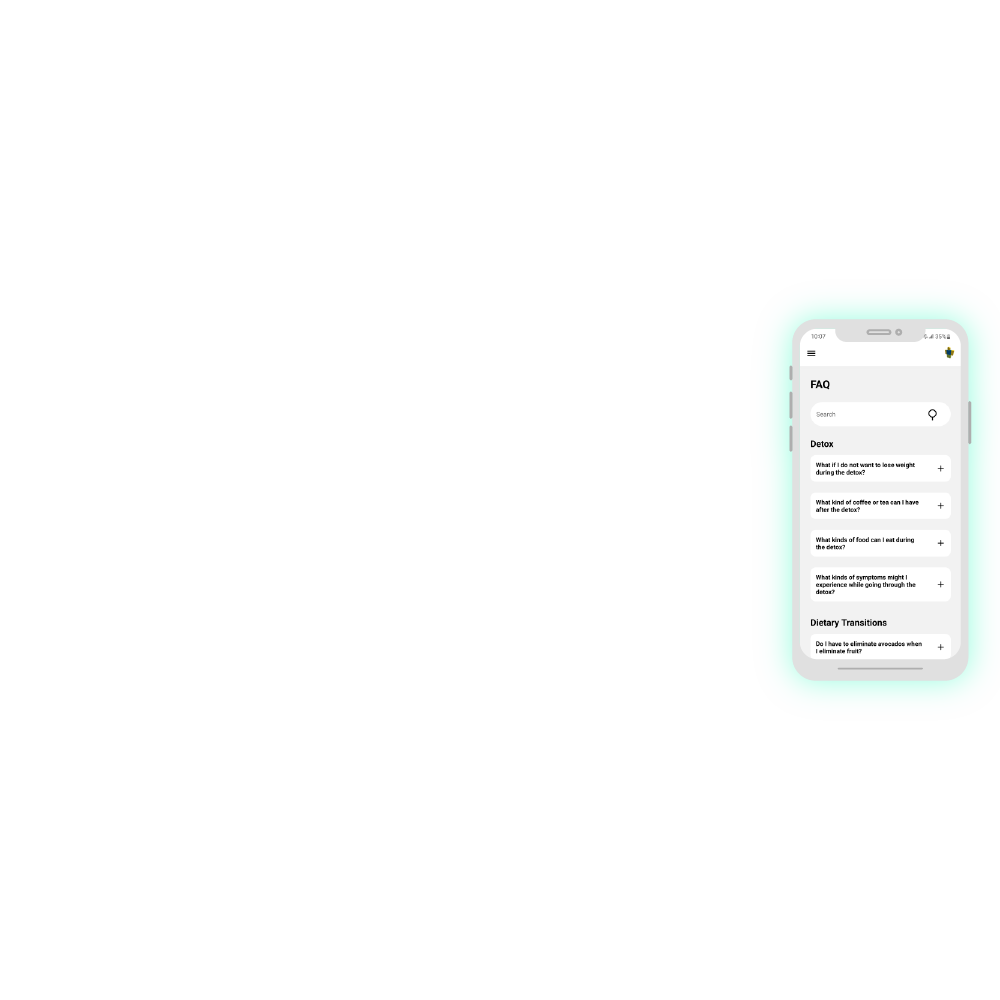 10:07
35%
FAQ
Search
Detox
What if I do not want to lose weight
during the detox?
What kind of coffee or tea can I have
after the detox?
What kinds of food can I eat during
the detox?
What kinds of symptoms might I
experience while going through the
detox?
Dietary Transitions
Do I have to eliminate avocados when
I eliminate fruit?